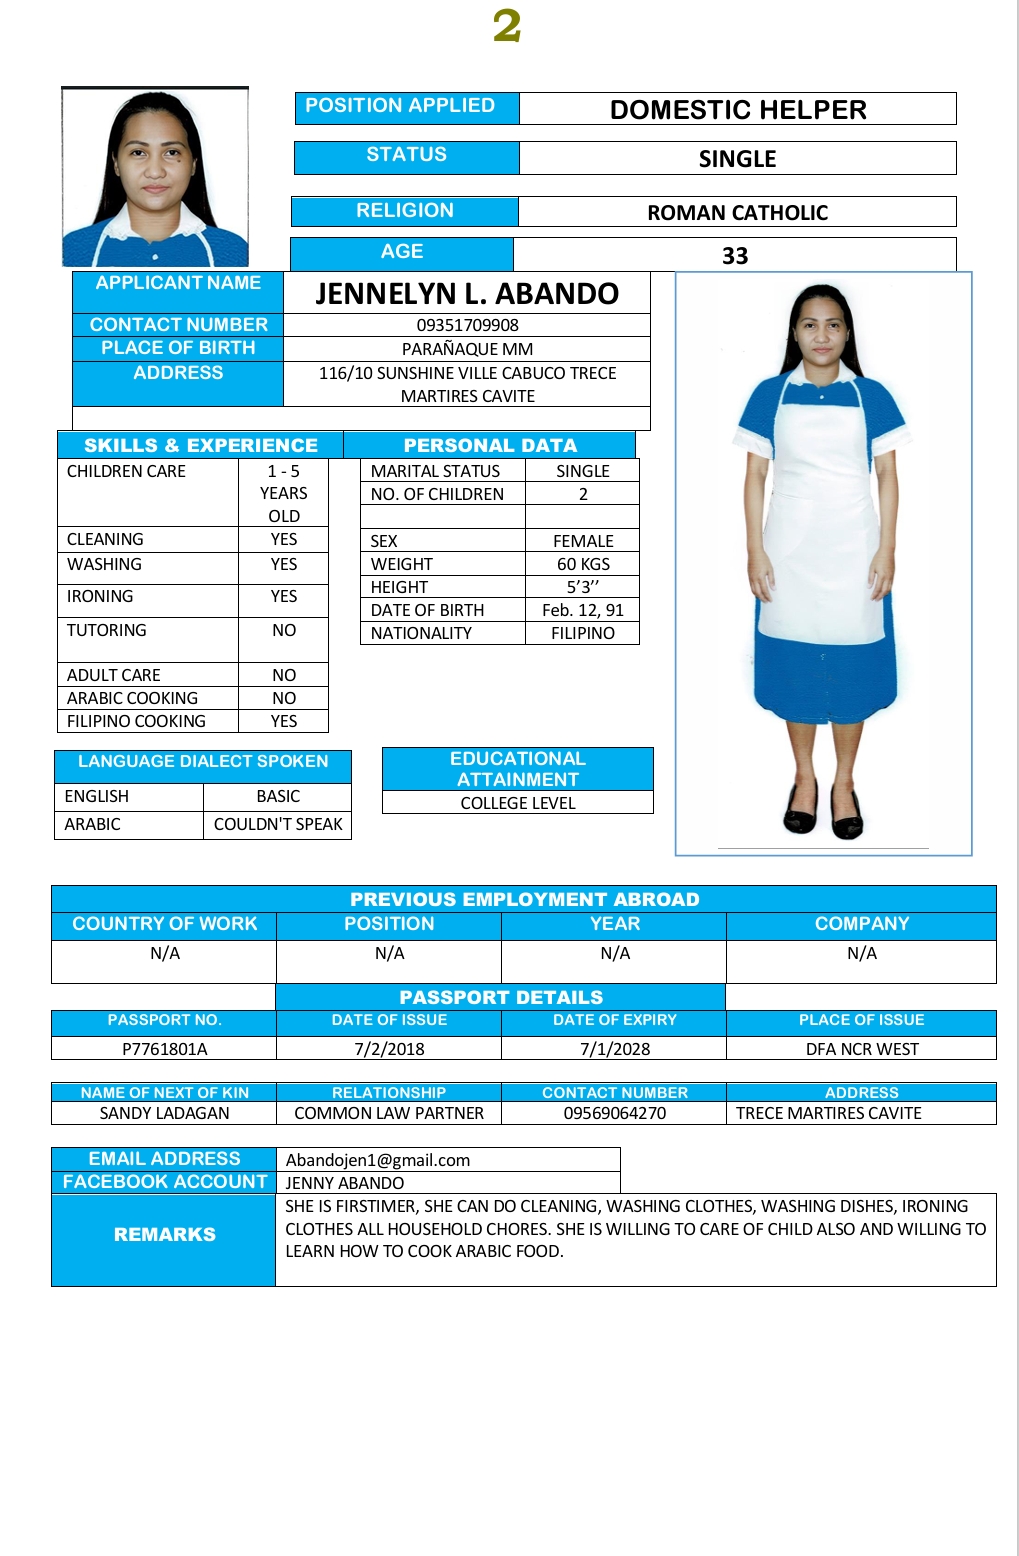 2
POSITION APPLIED DOMESTIC HELPER
STATUS SINGLE
RELIGION ROMAN CATHOLIC
AGE 33
APPLICANT NAME JENNELYN L. ABANDO
CONTACT NUMBER 09351709908
PLACE OF BIRTH PARAÑAQUE MM
ADDRESS 116/10 SUNSHINE VILLE CABUCO TRECE
MARTIRES CAVITE
SKILLS & EXPERIENCE
CHILDREN CARE 1 - 5
YEARS
OLD
CLEANING YES
WASHING YES
IRONING YES
TUTORING NO
ADULT CARE NO
ARABIC COOKING NO
FILIPINO COOKING YES
PERSONAL DATA
MARITAL STATUS SINGLE
NO. OF CHILDREN 2
SEX FEMALE
WEIGHT 60 KGS
HEIGHT 5’3’’
DATE OF BIRTH Feb. 12, 91
NATIONALITY FILIPINO
LANGUAGE DIALECT SPOKEN
ENGLISH BASIC
ARABIC COULDN'T SPEAK
EDUCATIONAL
ATTAINMENT
COLLEGE LEVEL
PREVIOUS EMPLOYMENT ABROAD
COUNTRY OF WORK POSITION YEAR COMPANY
N/A N/A N/A N/A
PASSPORT DETAILS
PASSPORT NO. DATE OF ISSUE DATE OF EXPIRY PLACE OF ISSUE
P7761801A 7/2/2018 7/1/2028 DFA NCR WEST
NAME OF NEXT OF KIN RELATIONSHIP CONTACT NUMBER ADDRESS
SANDY LADAGAN COMMON LAW PARTNER 09569064270 TRECE MARTIRES CAVITE
EMAIL ADDRESS Abandojen1@gmail.com
FACEBOOK ACCOUNT JENNY ABANDO
REMARKS
SHE IS FIRSTIMER, SHE CAN DO CLEANING, WASHING CLOTHES, WASHING DISHES, IRONING
CLOTHES ALL HOUSEHOLD CHORES. SHE IS WILLING TO CARE OF CHILD ALSO AND WILLING TO
LEARN HOW TO COOK ARABIC FOOD.